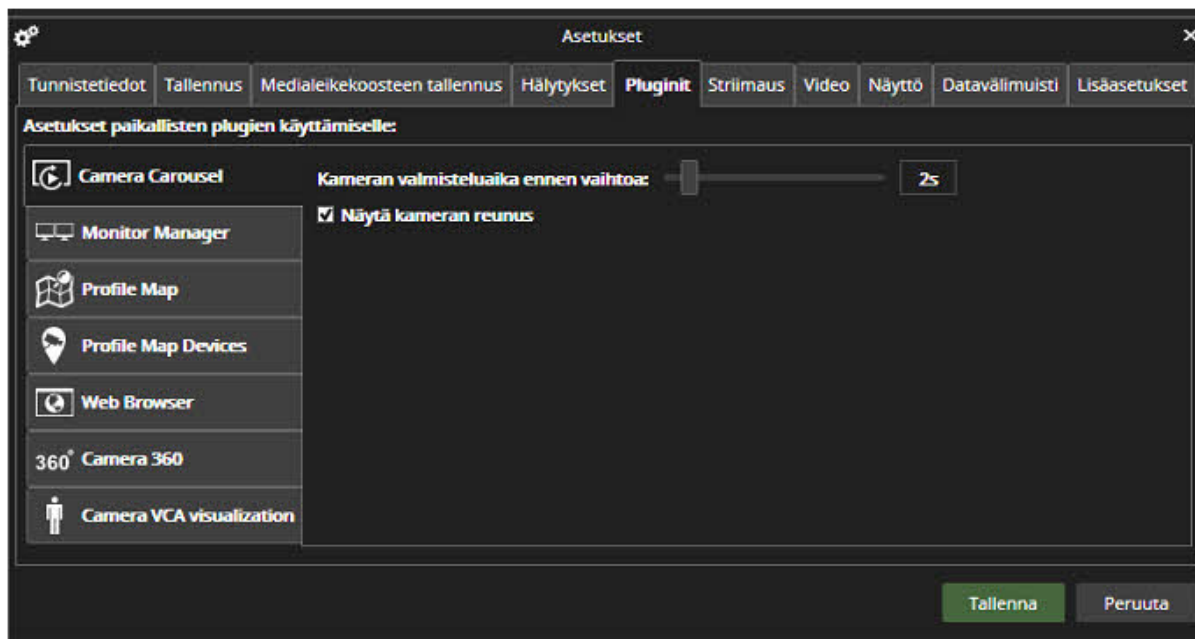 Asetukset
Tunnistetiedot Tallennus Medialeikekoosteen tallennus Hälytykset Pluginit Striimaus Video Näyttö Datavälimuisti Lisäasetukset
Asetukset paikallisten plugien käyttämiselle:
Camera Carousel
Kameran valmisteluaika ennen vaihtoa: 2s
Näytä kameran reunus
Monitor Manager
Profile Map
Profile Map Devices
Web Browser
360° Camera 360
Camera VCA visualization
Tallenna Peruuta